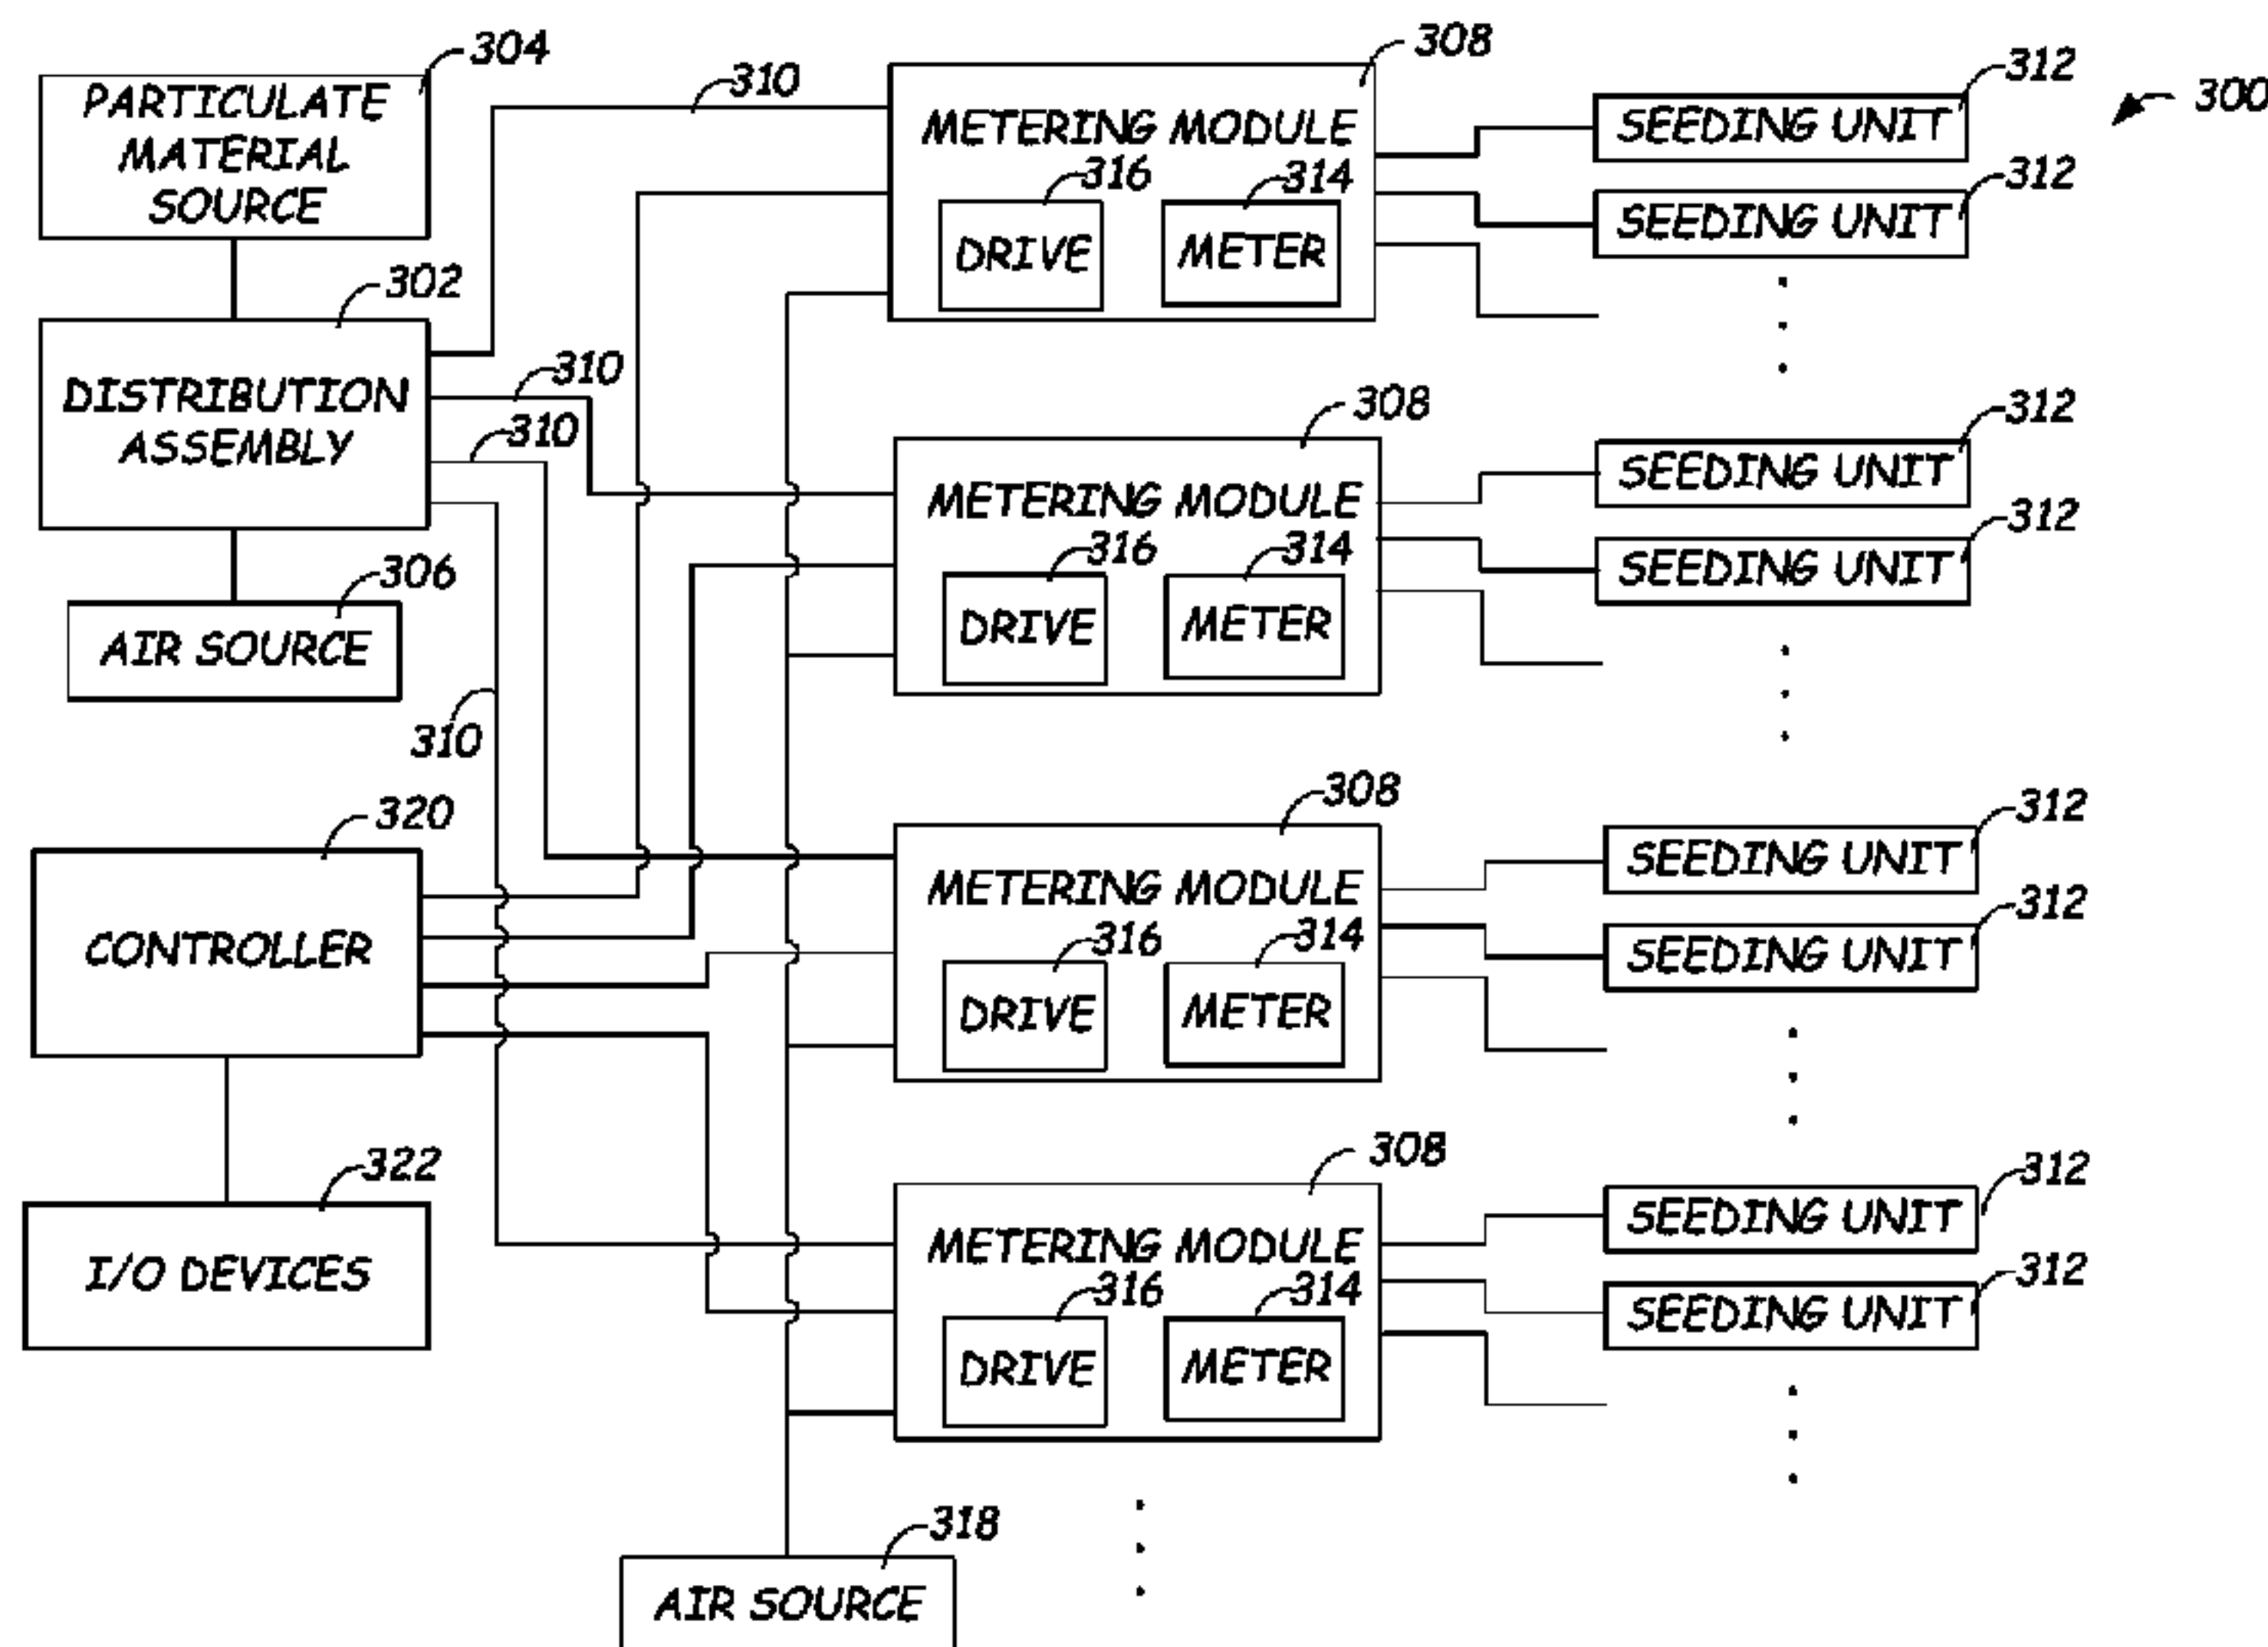 304
PARTICULATE
MATERIAL
SOURCE
302
DISTRIBUTION
ASSEMBLY
306
AIR SOURCE
310
310
310
310
320
CONTROLLER
322
I/O DEVICES
308
METERING MODULE
316
314
DRIVE
METER
312
SEEDING UNIT
312
SEEDING UNIT
300
308
METERING MODULE
316
314
DRIVE
METER
312
SEEDING UNIT
312
SEEDING UNIT
308
METERING MODULE
316
314
DRIVE
METER
312
SEEDING UNIT
312
SEEDING UNIT
308
METERING MODULE
316
314
DRIVE
METER
312
SEEDING UNIT
312
SEEDING UNIT
318
AIR SOURCE